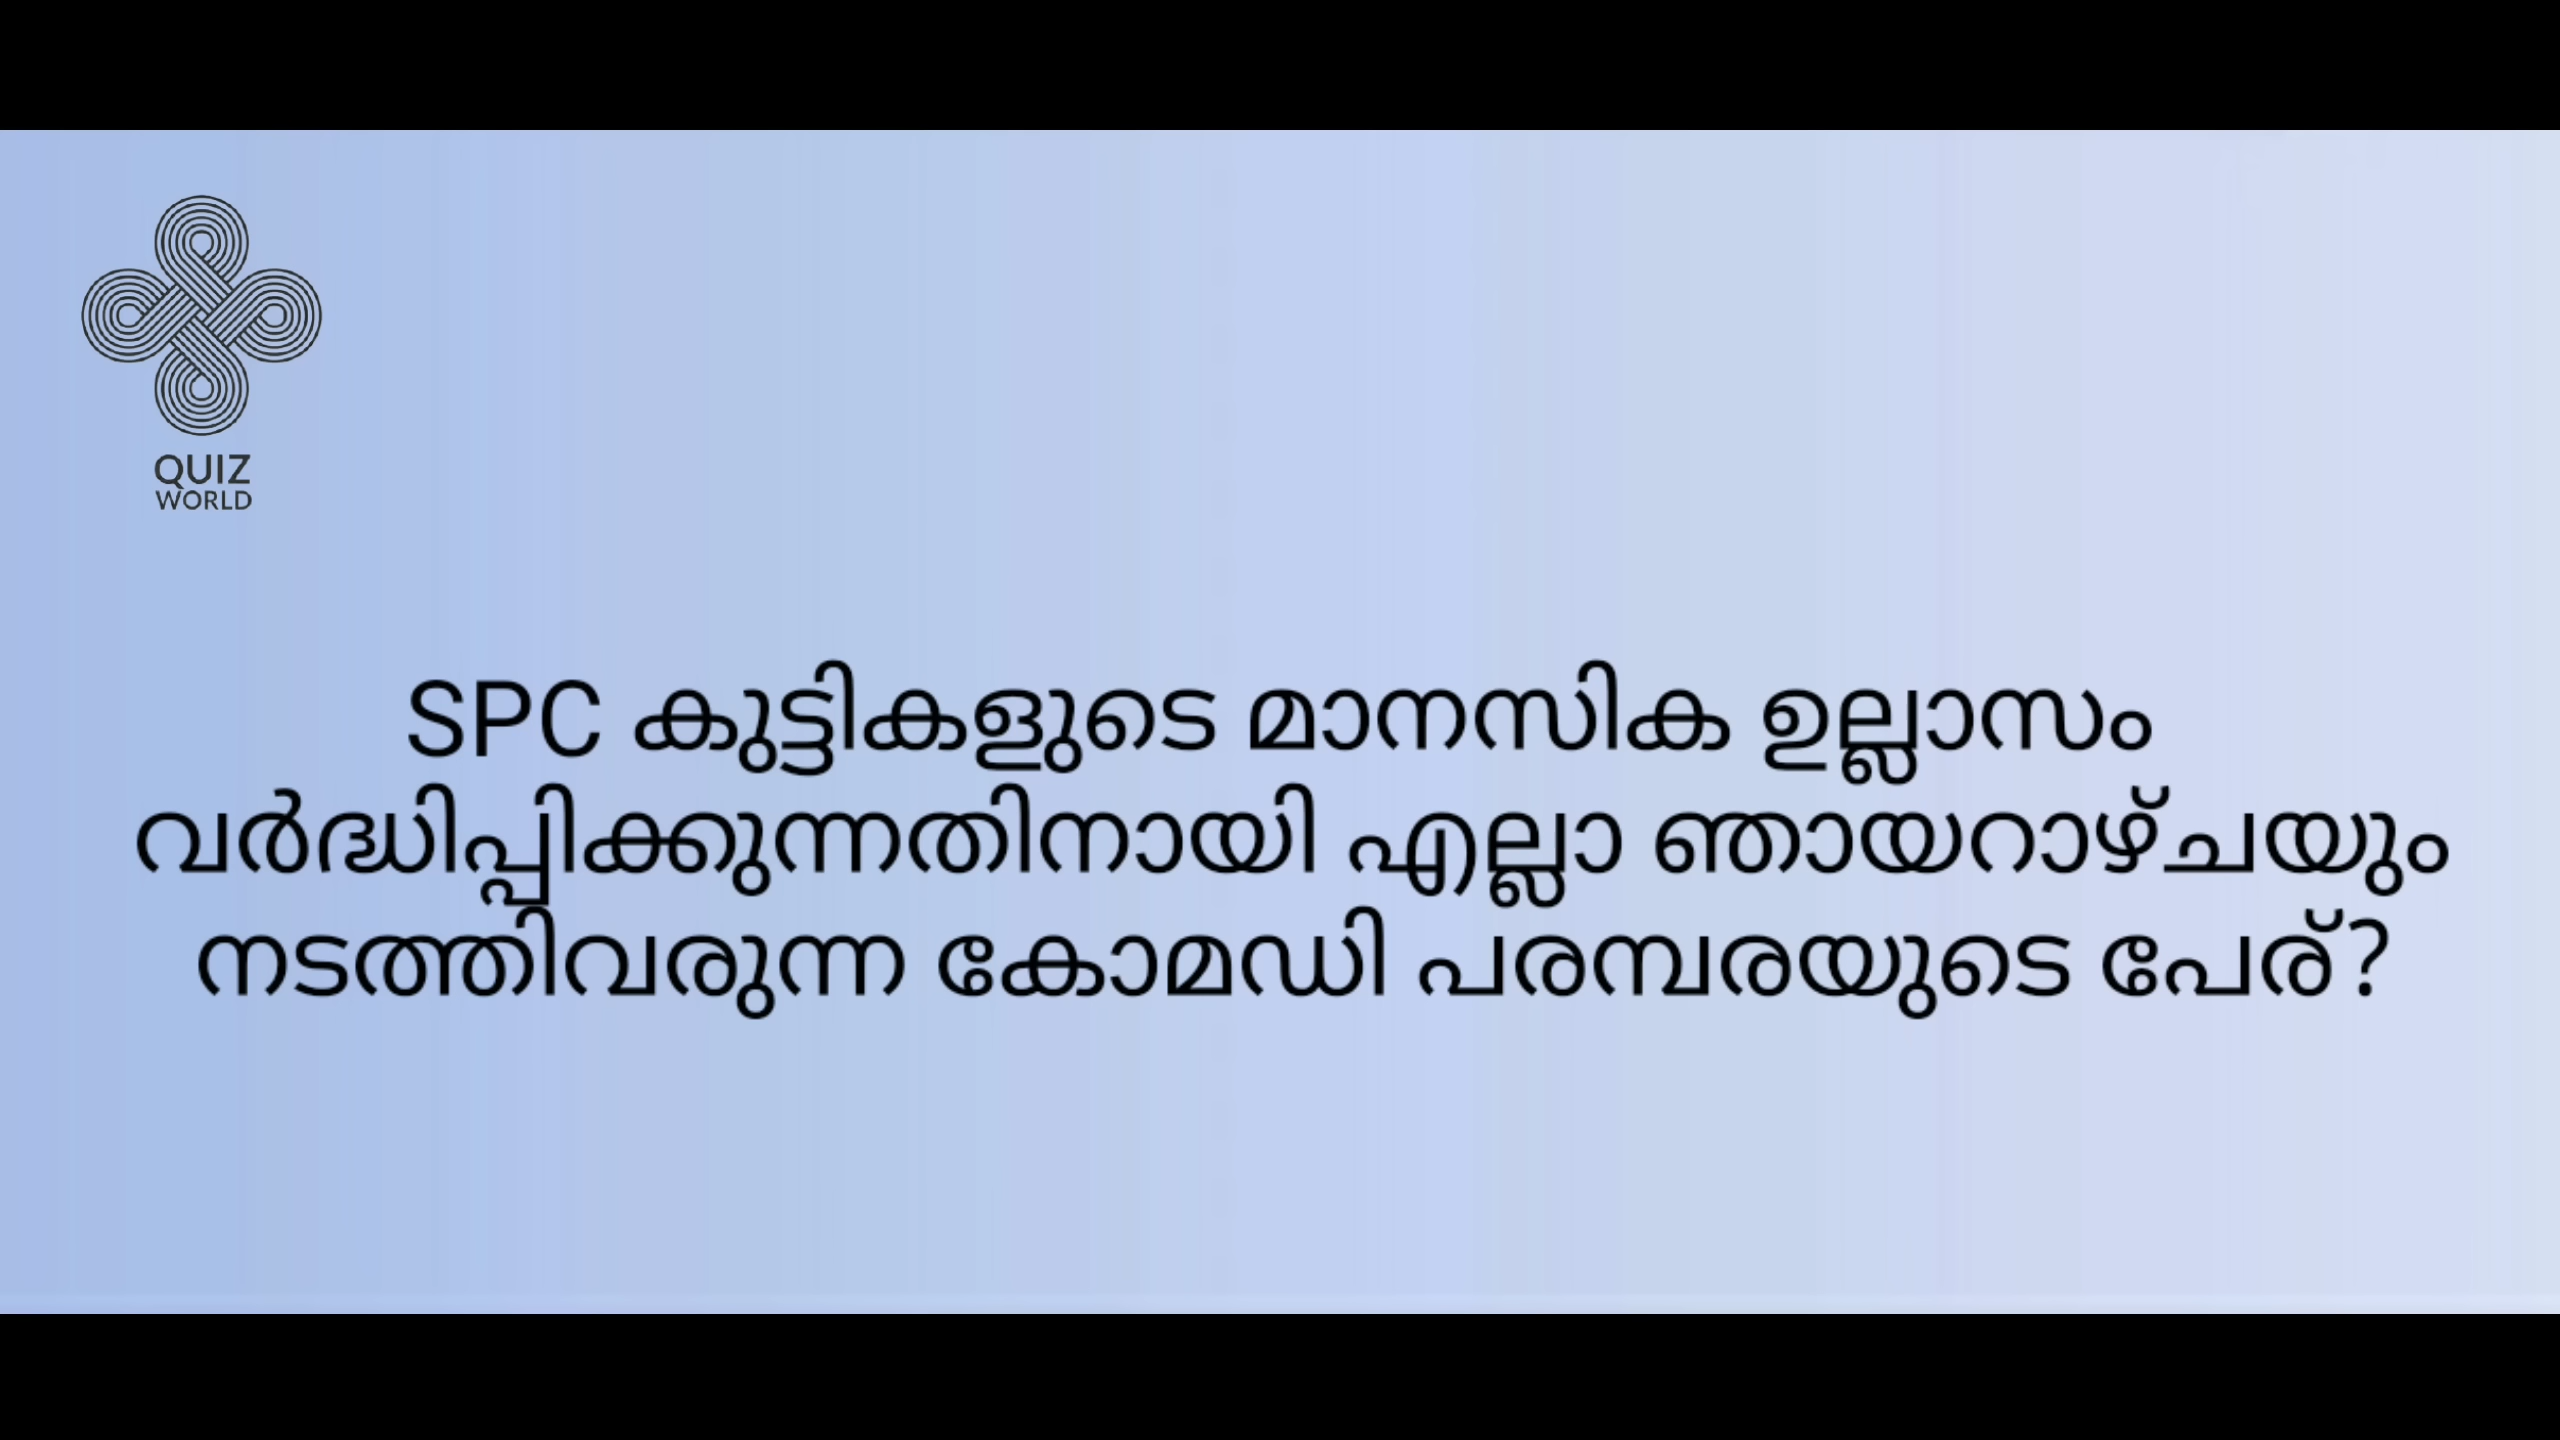 QUIZ
WORLD
SPC കുട്ടികളുടെ മാനസിക ഉല്ലാസം
വർദ്ധിപ്പിക്കുന്നതിനായി എല്ലാ ഞായറാഴ്ചയും
നടത്തിവരുന്ന കോമഡി പരമ്പരയുടെ പേര്?